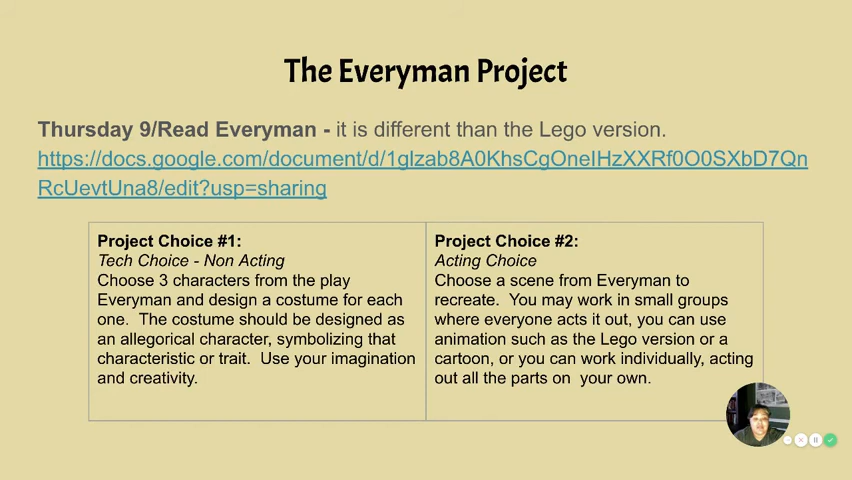 The Everyman Project
Thursday 9/Read Everyman - it is different than the Lego version.
https://docs.google.com/document/d/1glzab8A0KhsCgOneIHzXXRf0O0SXbD7Qn
RcUevtUna8/edit?usp=sharing
Project Choice #1:
Tech Choice - Non Acting
Choose 3 characters from the play
Everyman and design a costume for each
one.  The costume should be designed as
an allegorical character, symbolizing that
characteristic or trait.  Use your imagination
and creativity.
Project Choice #2:
Acting Choice
Choose a scene from Everyman to
recreate.  You may work in small groups
where everyone acts it out, you can use
animation such as the Lego version or a
cartoon, or you can work individually, acting
out all the parts on  your own.